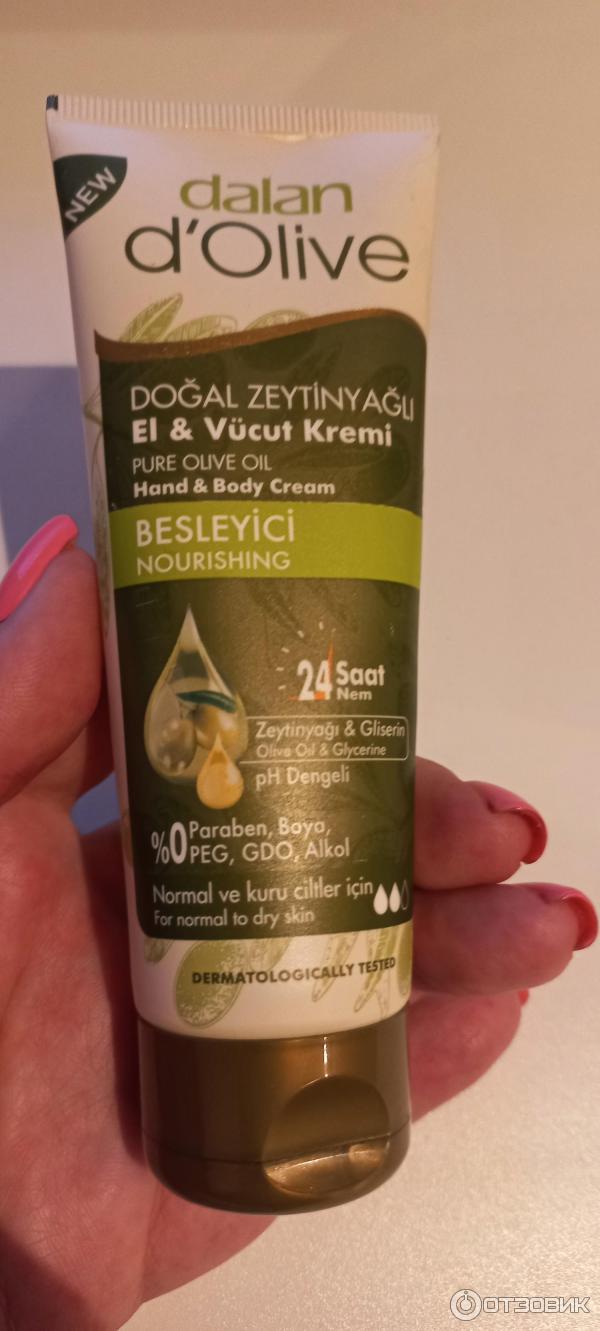 NEW
dalan
d'Olive
DOĞAL ZEYTİNYAĞLI
El & Vücut Kremi
PURE OLIVE OIL
Hand & Body Cream
BESLEYİCİ
NOURISHING
24 Saat
Nem
Zeytinyağı & Gliserin
Olive Oil & Glycerine
pH Dengeli
%0 Paraben, Boya,
PEG, GDO, Alkol
Normal ve kuru ciltler için
For normal to dry skin
DERMATOLOGICALLY TESTED
ОТЗОВИК